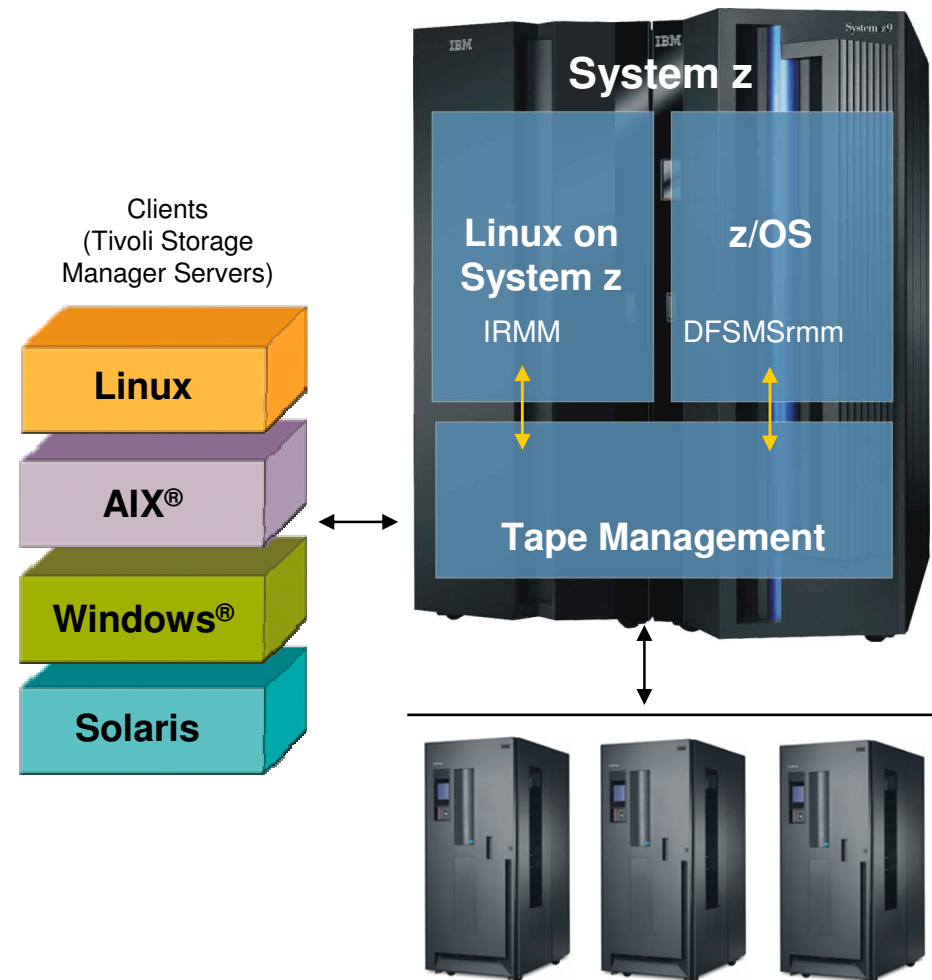 IBM
IBM
System z9
System z
Clients
(Tivoli Storage
Manager Servers)
Linux on
System z
IRMM
z/OS
DFSMSrmm
Linux
AIX®
Windows®
Solaris
Tape Management